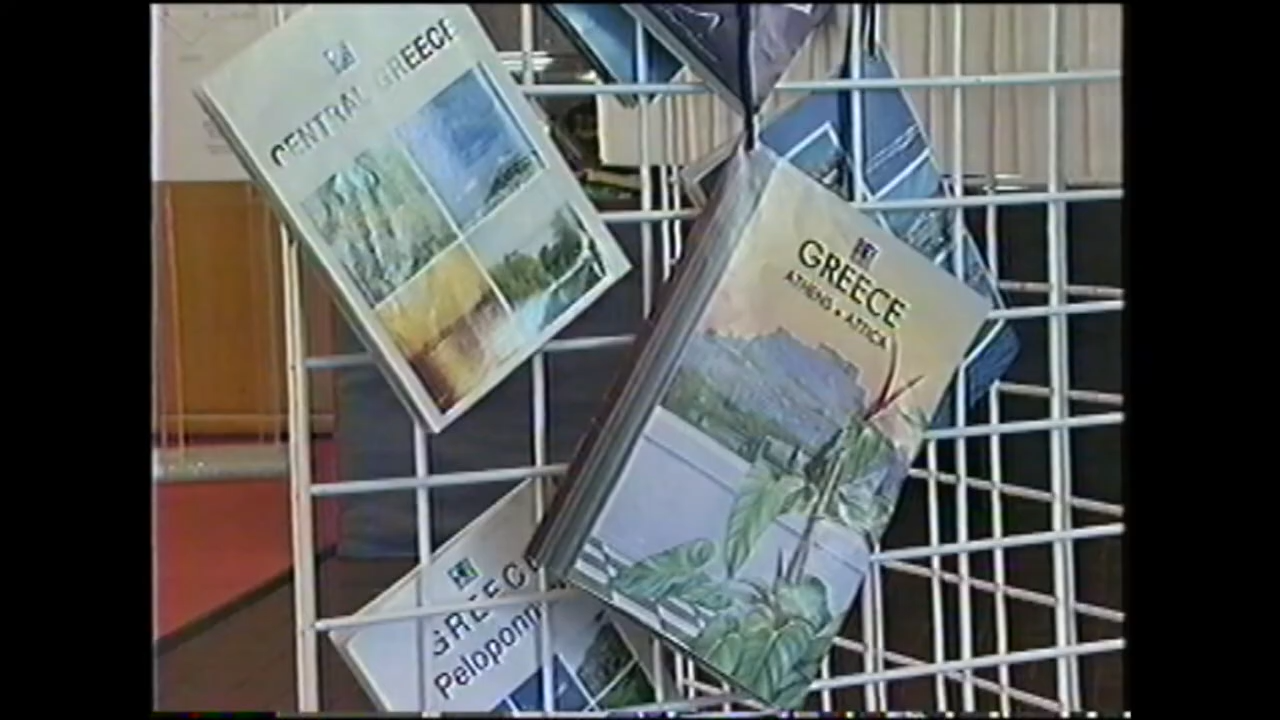 CENTRAL GREECE
GREECE
ATHENS • ATTICA
GREECE
Peloponn